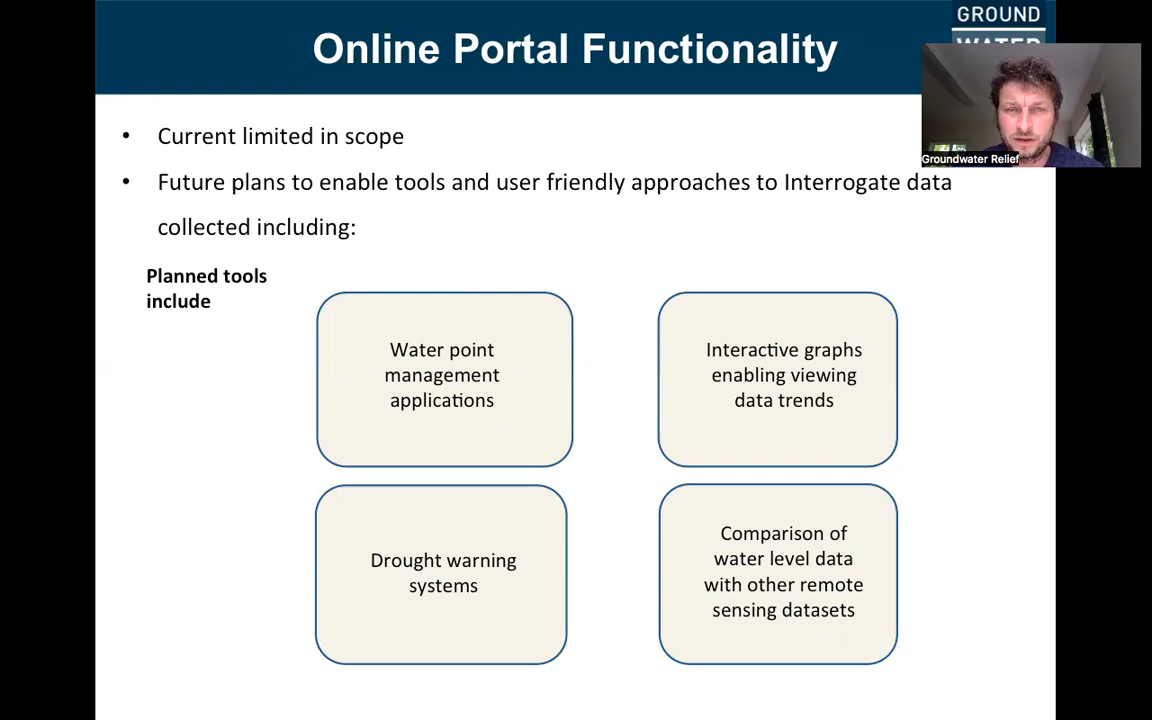 GROUND
WATER
Online Portal Functionality
Groundwater Relief
• Current limited in scope
• Future plans to enable tools and user friendly approaches to Interrogate data
collected including:
Planned tools
include
Water point
management
applications
Interactive graphs
enabling viewing
data trends
Drought warning
systems
Comparison of
water level data
with other remote
sensing datasets